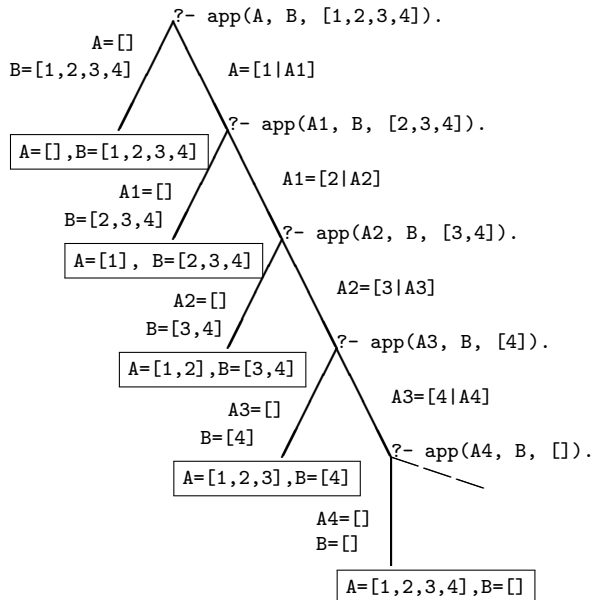 ?- app(A, B, [1,2,3,4]).
A=[]
B=[1,2,3,4]
A=[1|A1]
?- app(A1, B, [2,3,4]).
A=[],B=[1,2,3,4]
A1=[]
B=[2,3,4]
A1=[2|A2]
?- app(A2, B, [3,4]).
A=[1], B=[2,3,4]
A2=[]
B=[3,4]
A2=[3|A3]
?- app(A3, B, [4]).
A=[1,2],B=[3,4]
A3=[]
B=[4]
A3=[4|A4]
?- app(A4, B, []).
A=[1,2,3],B=[4]
A4=[]
B=[]
A=[1,2,3,4],B=[]